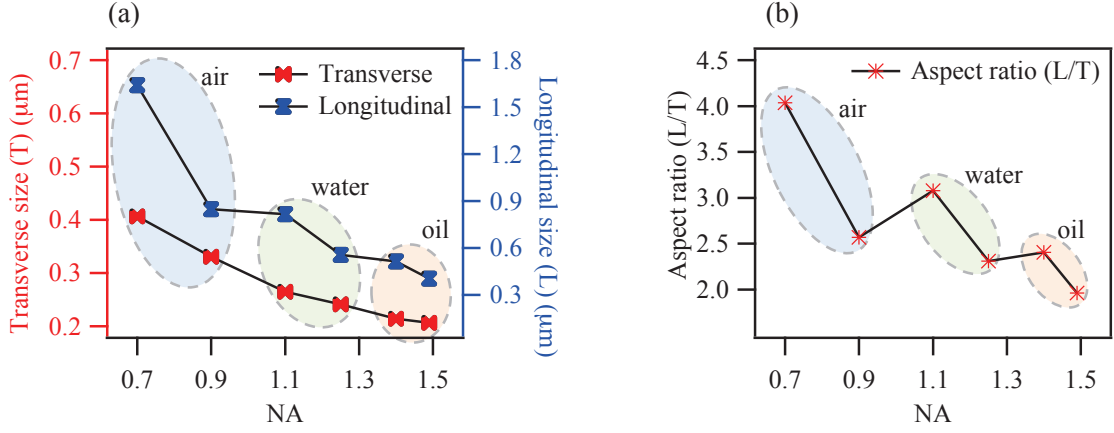 (a)
Transverse size (T) (μm)
0.7
0.6
0.5
0.4
0.3
0.2
air
water
oil
Transverse
Longitudinal
1.8
1.5
1.2
0.9
0.6
0.3
Longitudinal size (L) (μm)
0.7 0.9 1.1 1.3 1.5
NA
(b)
Aspect ratio (L/T)
4.5
4.0
3.5
3.0
2.5
2.0
air
water
oil
Aspect ratio (L/T)
0.7 0.9 1.1 1.3 1.5
NA